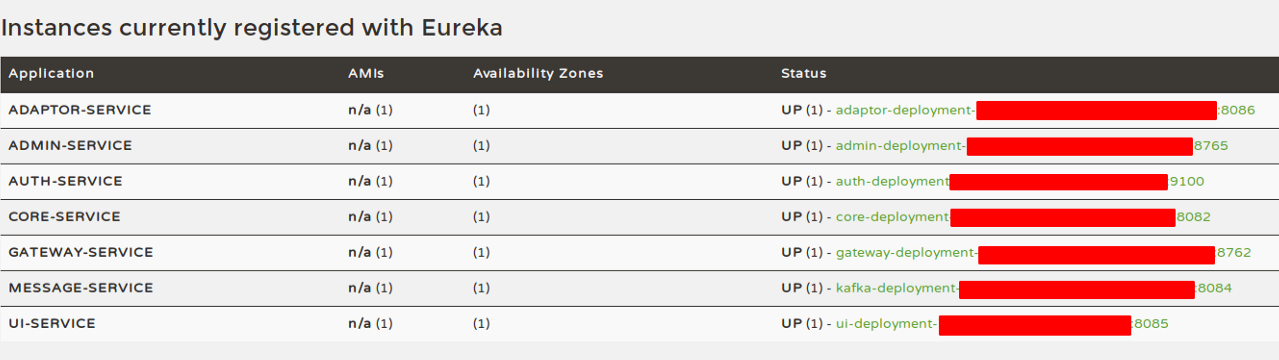 Instances currently registered with Eureka
Application AMIs Availability Zones Status
ADAPTOR-SERVICE n/a (1) (1) UP (1) - adaptor-deployment- :8086
ADMIN-SERVICE n/a (1) (1) UP (1) - admin-deployment- 8765
AUTH-SERVICE n/a (1) (1) UP (1) - auth-deployment 9100
CORE-SERVICE n/a (1) (1) UP (1) - core-deployment- 8082
GATEWAY-SERVICE n/a (1) (1) UP (1) - gateway-deployment- :8762
MESSAGE-SERVICE n/a (1) (1) UP (1) - kafka-deployment- :8084
UI-SERVICE n/a (1) (1) UP (1) - ui-deployment- :8085